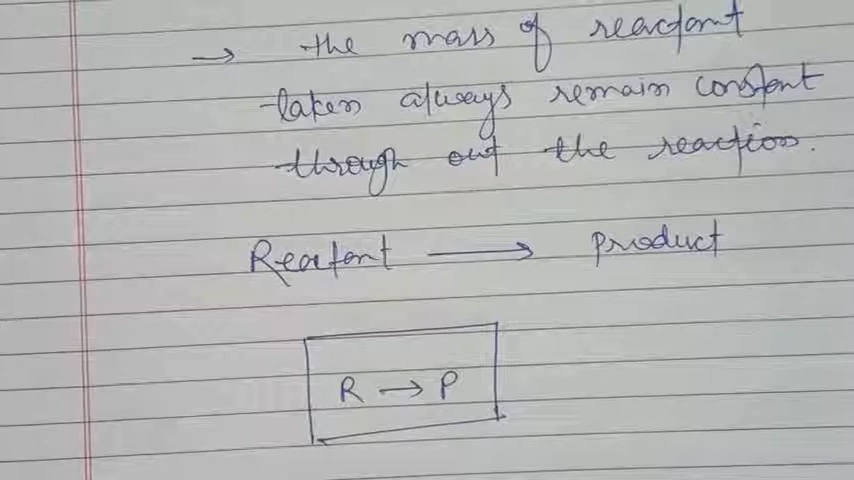 → the mass of reactant
taken always remain constant
through out the reaction.
Reactant → product
R → P